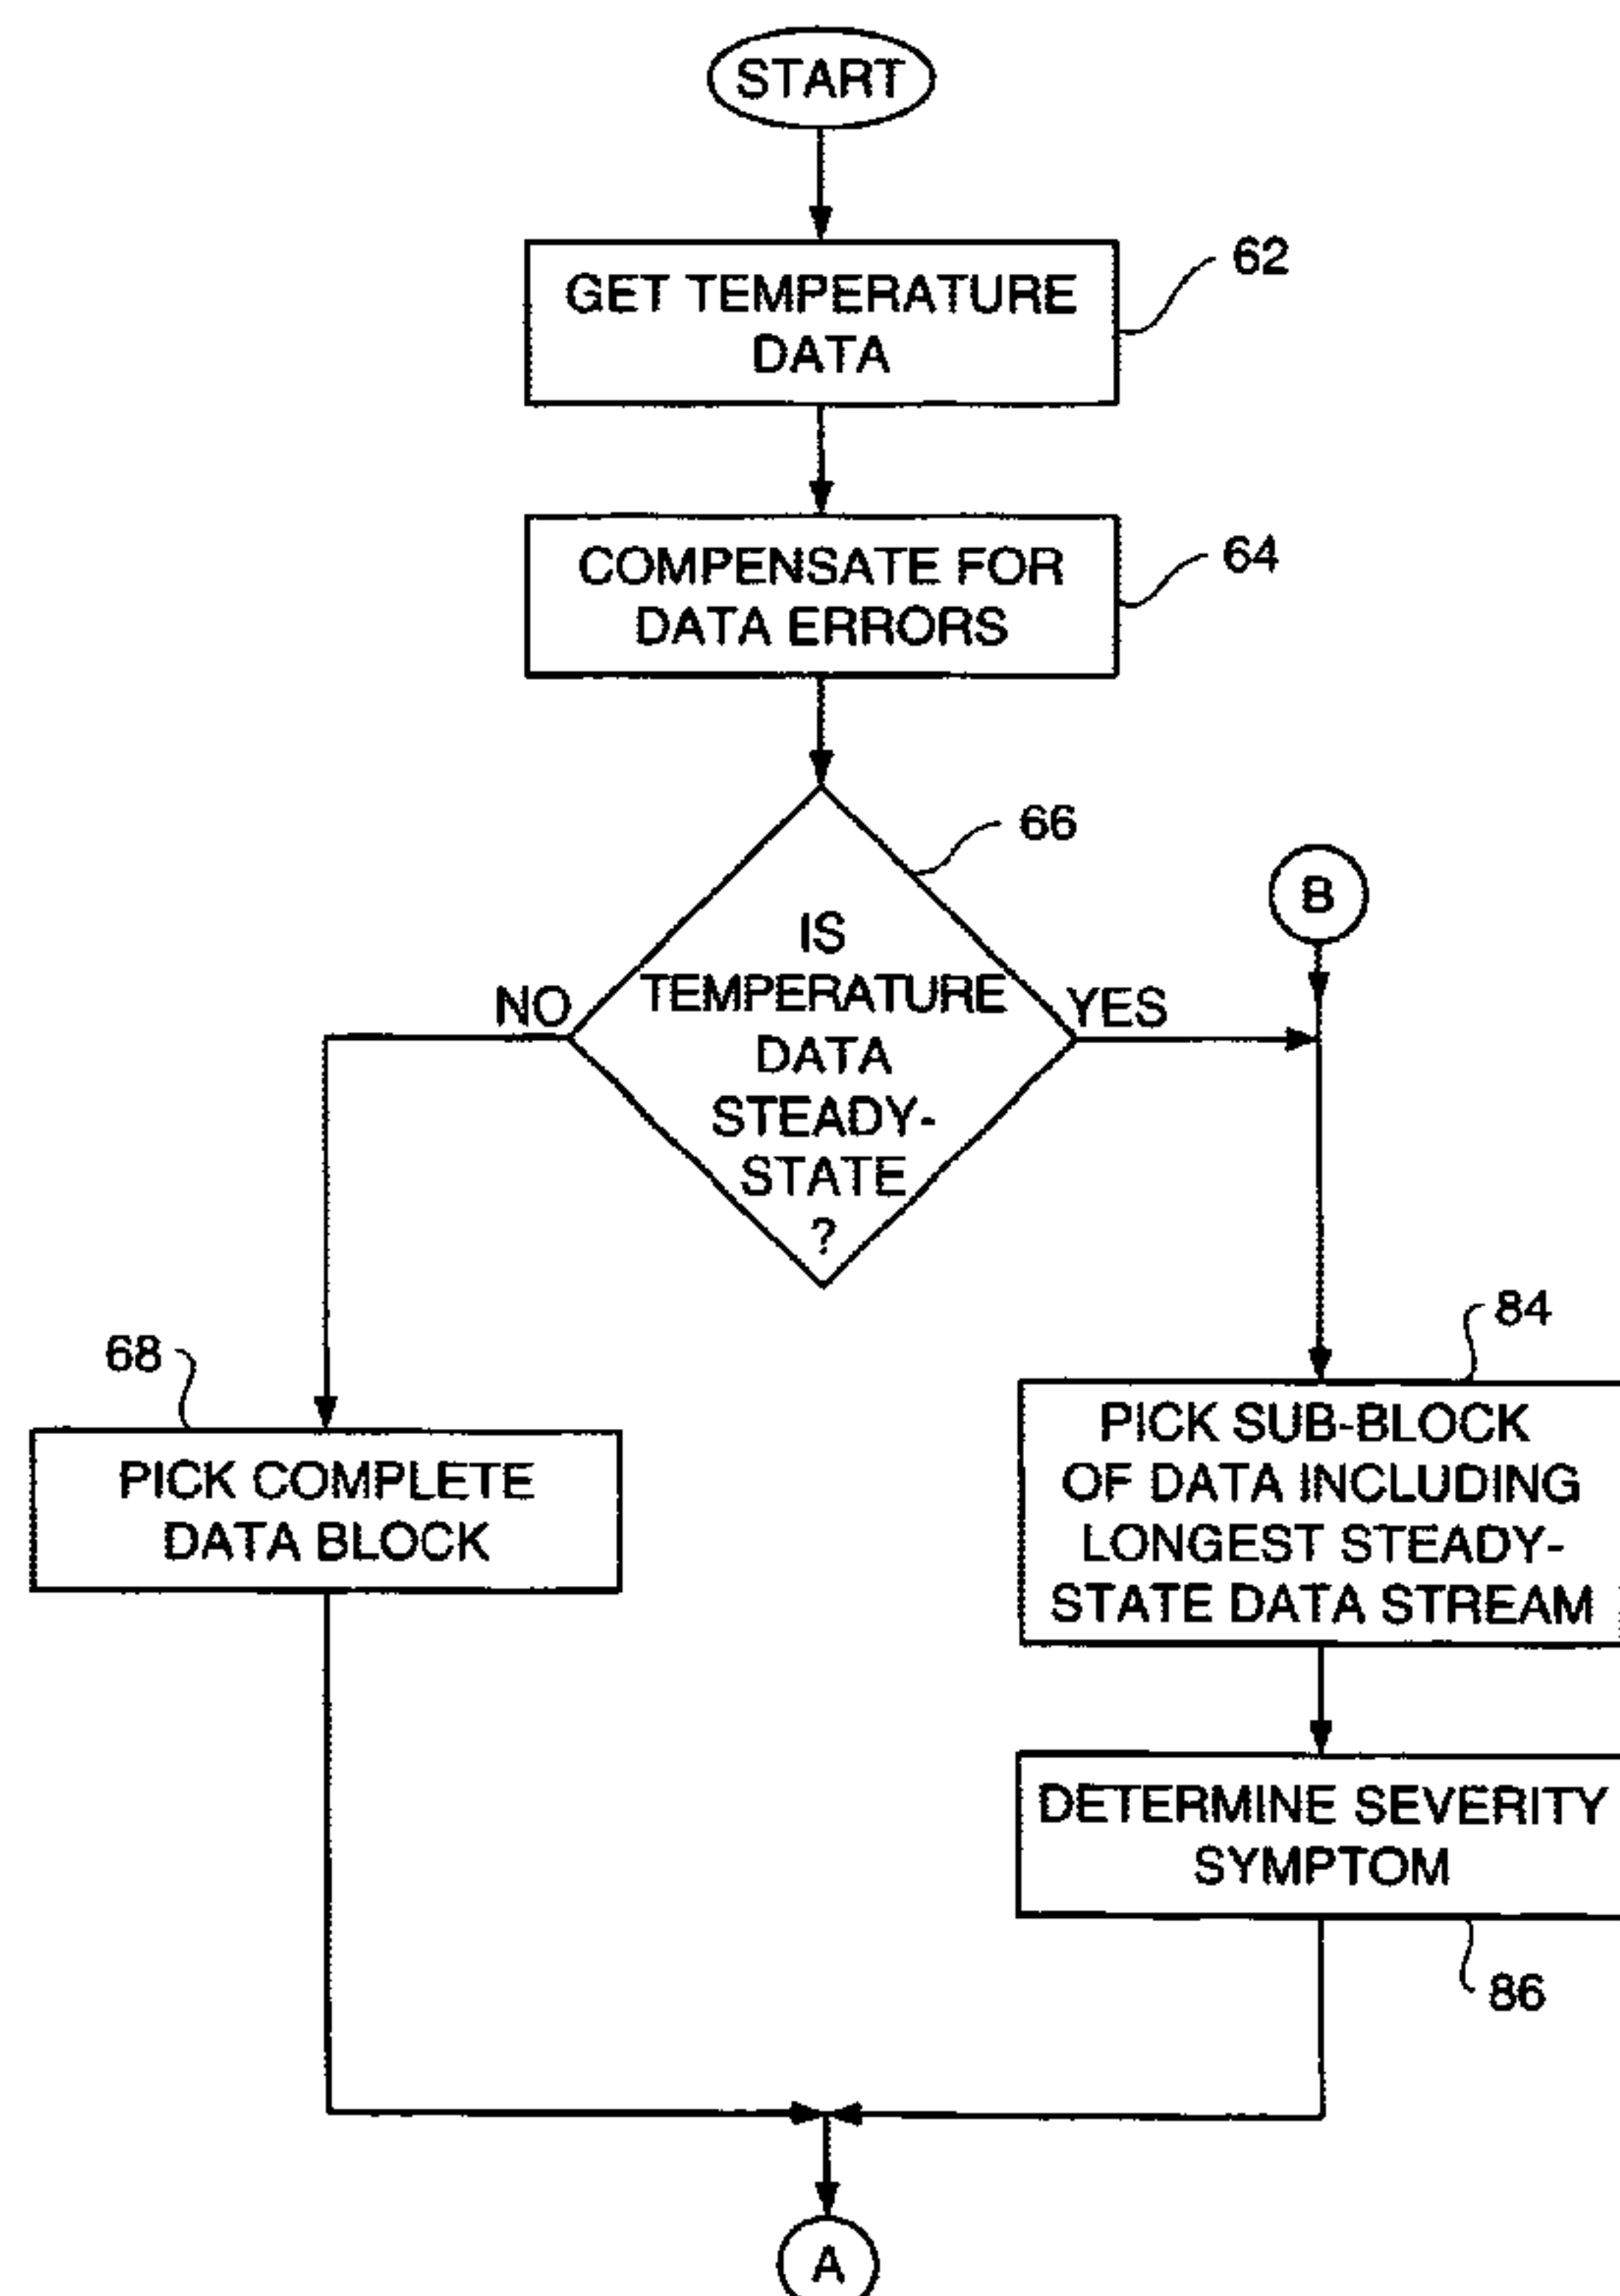 START
GET TEMPERATURE
DATA
62
COMPENSATE FOR
DATA ERRORS
64
66
IS
TEMPERATURE
DATA
STEADY-
STATE
?
NO
YES
B
68
PICK COMPLETE
DATA BLOCK
84
PICK SUB-BLOCK
OF DATA INCLUDING
LONGEST STEADY-
STATE DATA STREAM
DETERMINE SEVERITY
SYMPTOM
86
A